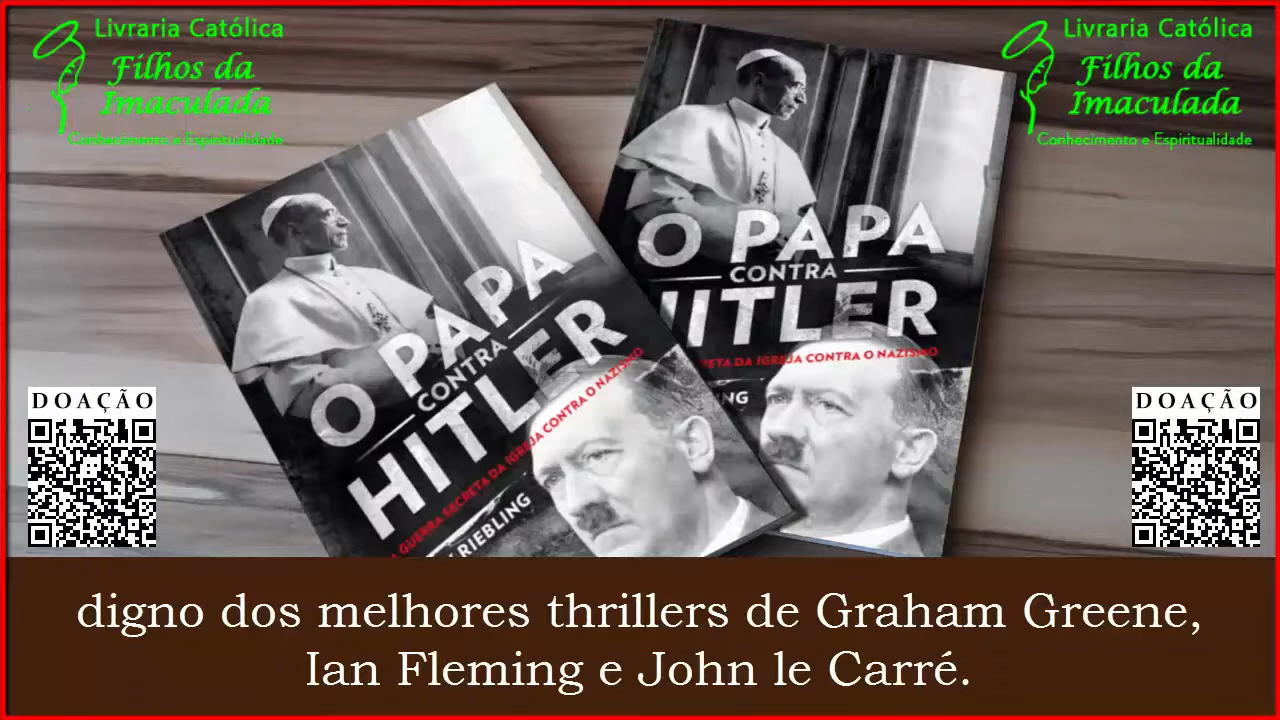 Livraria Católica
Filhos da
Imaculada
Conhecimento e Espiritualidade
Livraria Católica
Filhos da
Imaculada
Conhecimento e Espiritualidade
O PAPA
CONTRA
HITLER
A GUERRA SECRETA DA IGREJA CONTRA O NAZISMO
RIEBLING
O PAPA
CONTRA
HITLER
DA IGREJA CONTRA O NAZISMO
DOAÇÃO
DOAÇÃO
digno dos melhores thrillers de Graham Greene,
Ian Fleming e John le Carré.